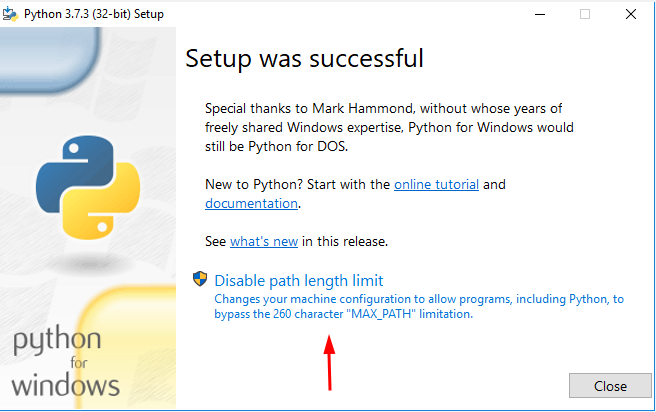 Python 3.7.3 (32-bit) Setup
Setup was successful
Special thanks to Mark Hammond, without whose years of
freely shared Windows expertise, Python for Windows would
still be Python for DOS.
New to Python? Start with the online tutorial and
documentation.
See what's new in this release.
Disable path length limit
Changes your machine configuration to allow programs, including Python, to
bypass the 260 character "MAX_PATH" limitation.
python
for
windows
Close